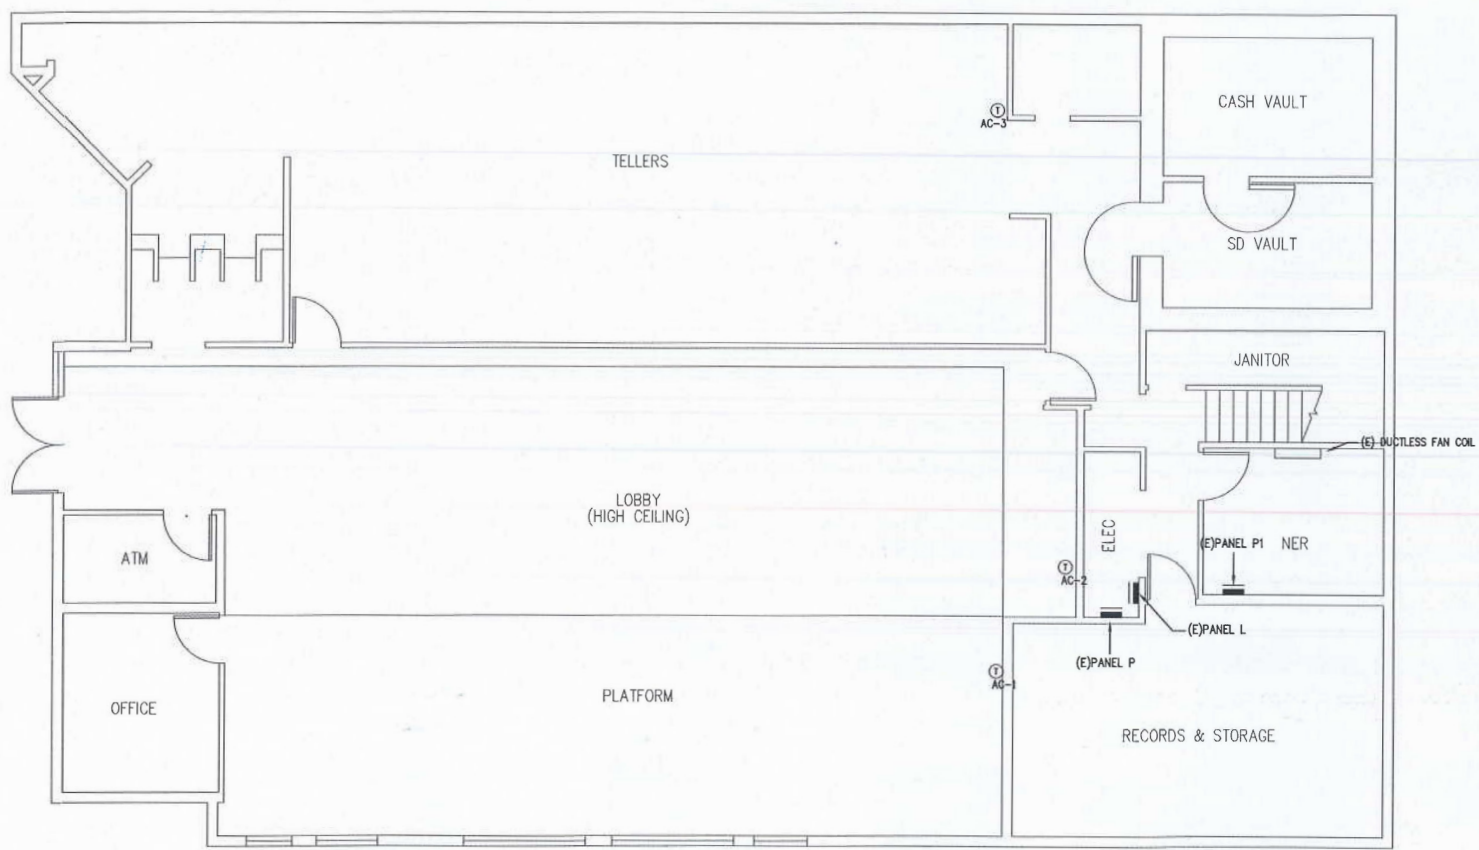 CASH VAULT
T
AC-3
TELLERS
SD VAULT
JANITOR
(E) DUCTLESS FAN COIL
LOBBY
(HIGH CEILING)
ELEC
(E)PANEL P1
NER
ATM
T
AC-2
(E)PANEL L
(E)PANEL P
T
AC-1
PLATFORM
OFFICE
RECORDS & STORAGE